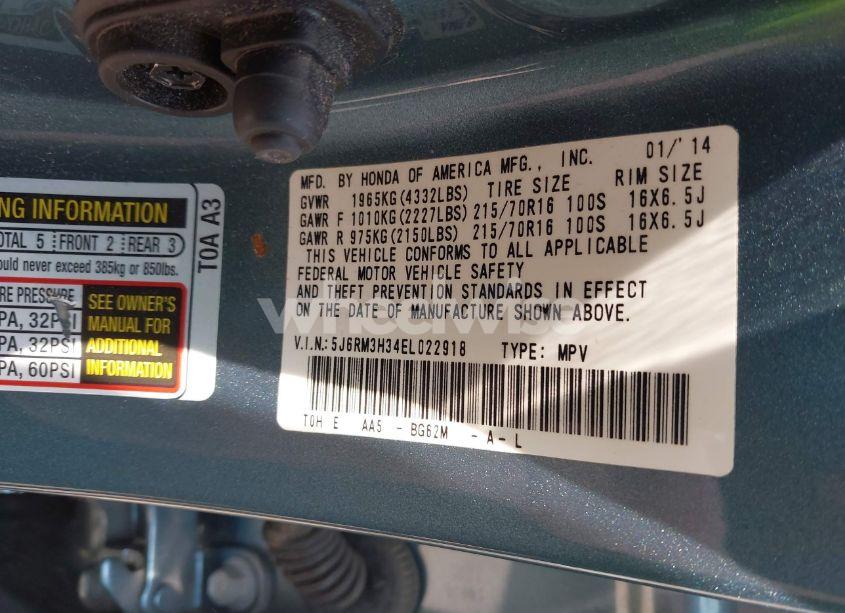 NG INFORMATION
OTAL 5 FRONT 2 REAR 3
ould never exceed 385kg or 850lbs.
RE PRESSURE
PA, 32PSI
PA, 32PSI
PA, 60PSI
SEE OWNER'S
MANUAL FOR
ADDITIONAL
INFORMATION
T0A A3
MFD. BY HONDA OF AMERICA MFG., INC. 01/'14
GVWR 1965KG(4332LBS) TIRE SIZE RIM SIZE
GAWR F 1010KG(2227LBS) 215/70R16 100S 16X6.5J
GAWR R 975KG(2150LBS) 215/70R16 100S 16X6.5J
THIS VEHICLE CONFORMS TO ALL APPLICABLE
FEDERAL MOTOR VEHICLE SAFETY
AND THEFT PREVENTION STANDARDS IN EFFECT
ON THE DATE OF MANUFACTURE SHOWN ABOVE.
V.I.N.:5J6RM3H34EL022918 TYPE: MPV
T0H E AA5 - BG62M - A - L
wheelwise